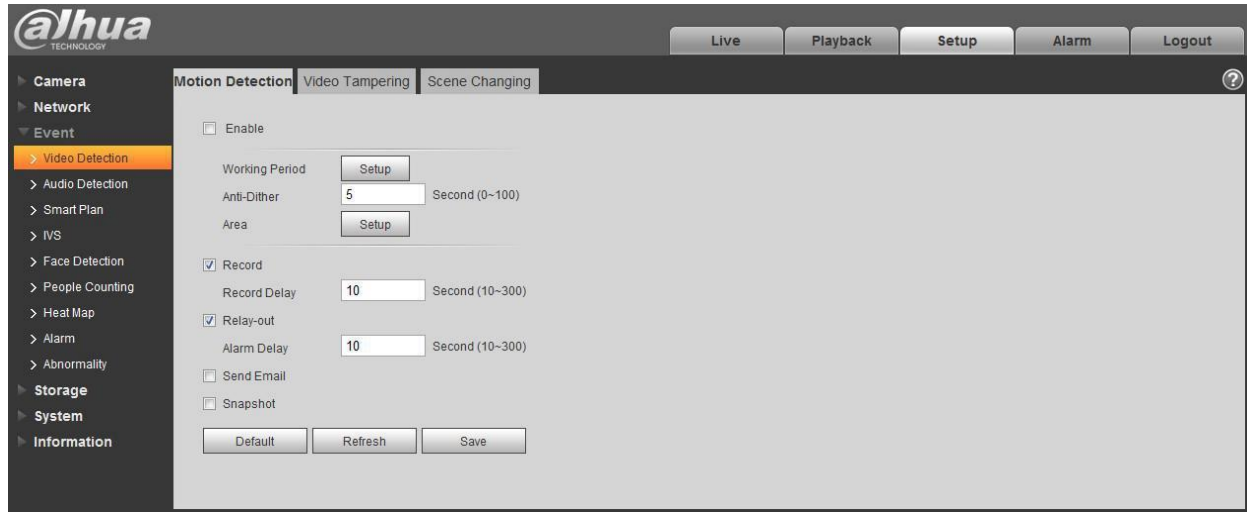 alhua
TECHNOLOGY
Live Playback Setup Alarm Logout
Camera
Network
Event
Video Detection
Audio Detection
Smart Plan
IVS
Face Detection
People Counting
Heat Map
Alarm
Abnormality
Storage
System
Information
Motion Detection Video Tampering Scene Changing
?
Enable
Working Period Setup
Anti-Dither 5 Second (0~100)
Area Setup
Record
Record Delay 10 Second (10~300)
Relay-out
Alarm Delay 10 Second (10~300)
Send Email
Snapshot
Default Refresh Save